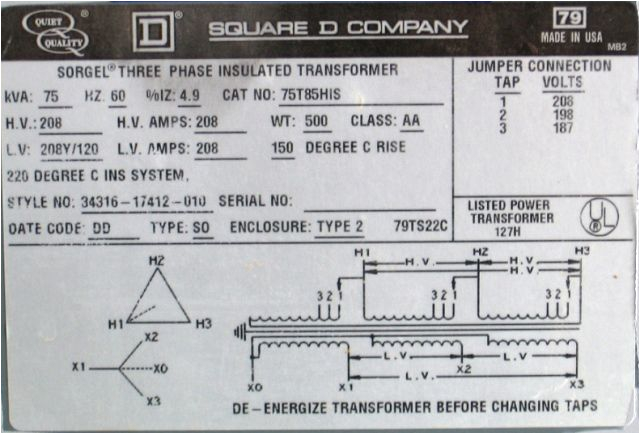 QUIET QUALITY ®
D
SQUARE D COMPANY
79
MADE IN USA
MB2
SORGEL® THREE PHASE INSULATED TRANSFORMER
kVA: 75 HZ. 60 %IZ: 4.9 CAT NO: 75T85HIS
H.V.: 208 H.V. AMPS: 208 WT: 500 CLASS: AA
L.V: 208Y/120 L.V. AMPS: 208 150 DEGREE C RISE
220 DEGREE C INS SYSTEM,
STYLE NO: 34316-17412-010 SERIAL NO:
DATE CODE: DD TYPE: SO ENCLOSURE: TYPE 2 79TS22C
JUMPER CONNECTION
TAP VOLTS
1 208
2 198
3 187
LISTED POWER
TRANSFORMER
127H
UL
H2
H1 H3
X2
X1 X0
X3
H1 H2 H3
H.V. H.V.
H.V.
3 2 1 3 2 1 3 2 1
L.V. L.V.
X2
L.V.
X0 X1 X3
DE-ENERGIZE TRANSFORMER BEFORE CHANGING TAPS